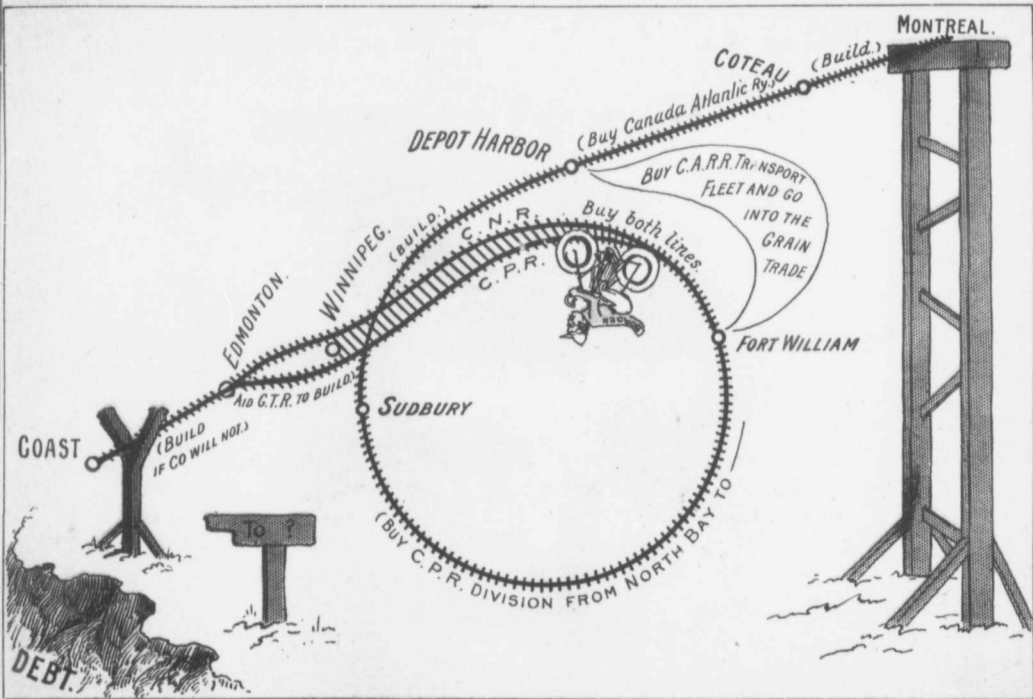 MONTREAL.
(Build.)
COTEAU
(Buy Canada Atlantic Ry.)
DEPOT HARBOR
BUY C.A.R.R. TRANSPORT
FLEET AND GO
INTO THE
GRAIN
TRADE
(BUILD.)
C.N.R.
Buy both lines.
C.P.R.
WINNIPEG.
EDMONTON.
FORT WILLIAM
AID G.T.R. TO BUILD.)
SUDBURY
COAST
(BUILD
IF CO WILL NOT.)
(BUY C.P.R. DIVISION FROM NORTH BAY TO
To ?
DEBT.